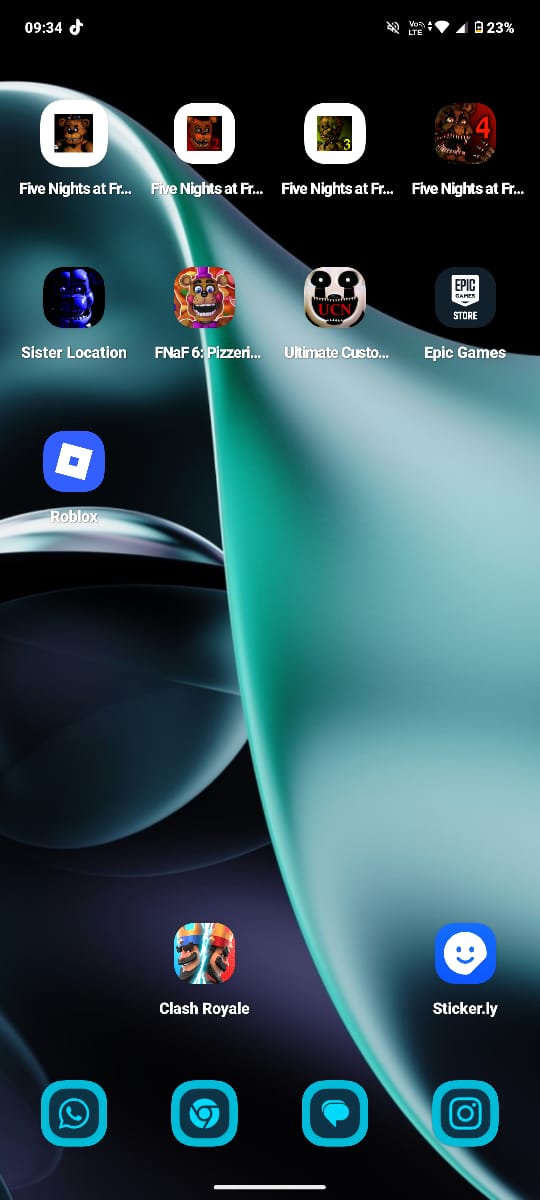 09:34
Vo))
LTE
23%
2
3
4
Five Nights at Fr...
Five Nights at Fr...
Five Nights at Fr...
Five Nights at Fr...
UCN
EPIC
GAMES
STORE
Sister Location
FNaF 6: Pizzeri...
Ultimate Custo...
Epic Games
Roblox
Clash Royale
Sticker.ly